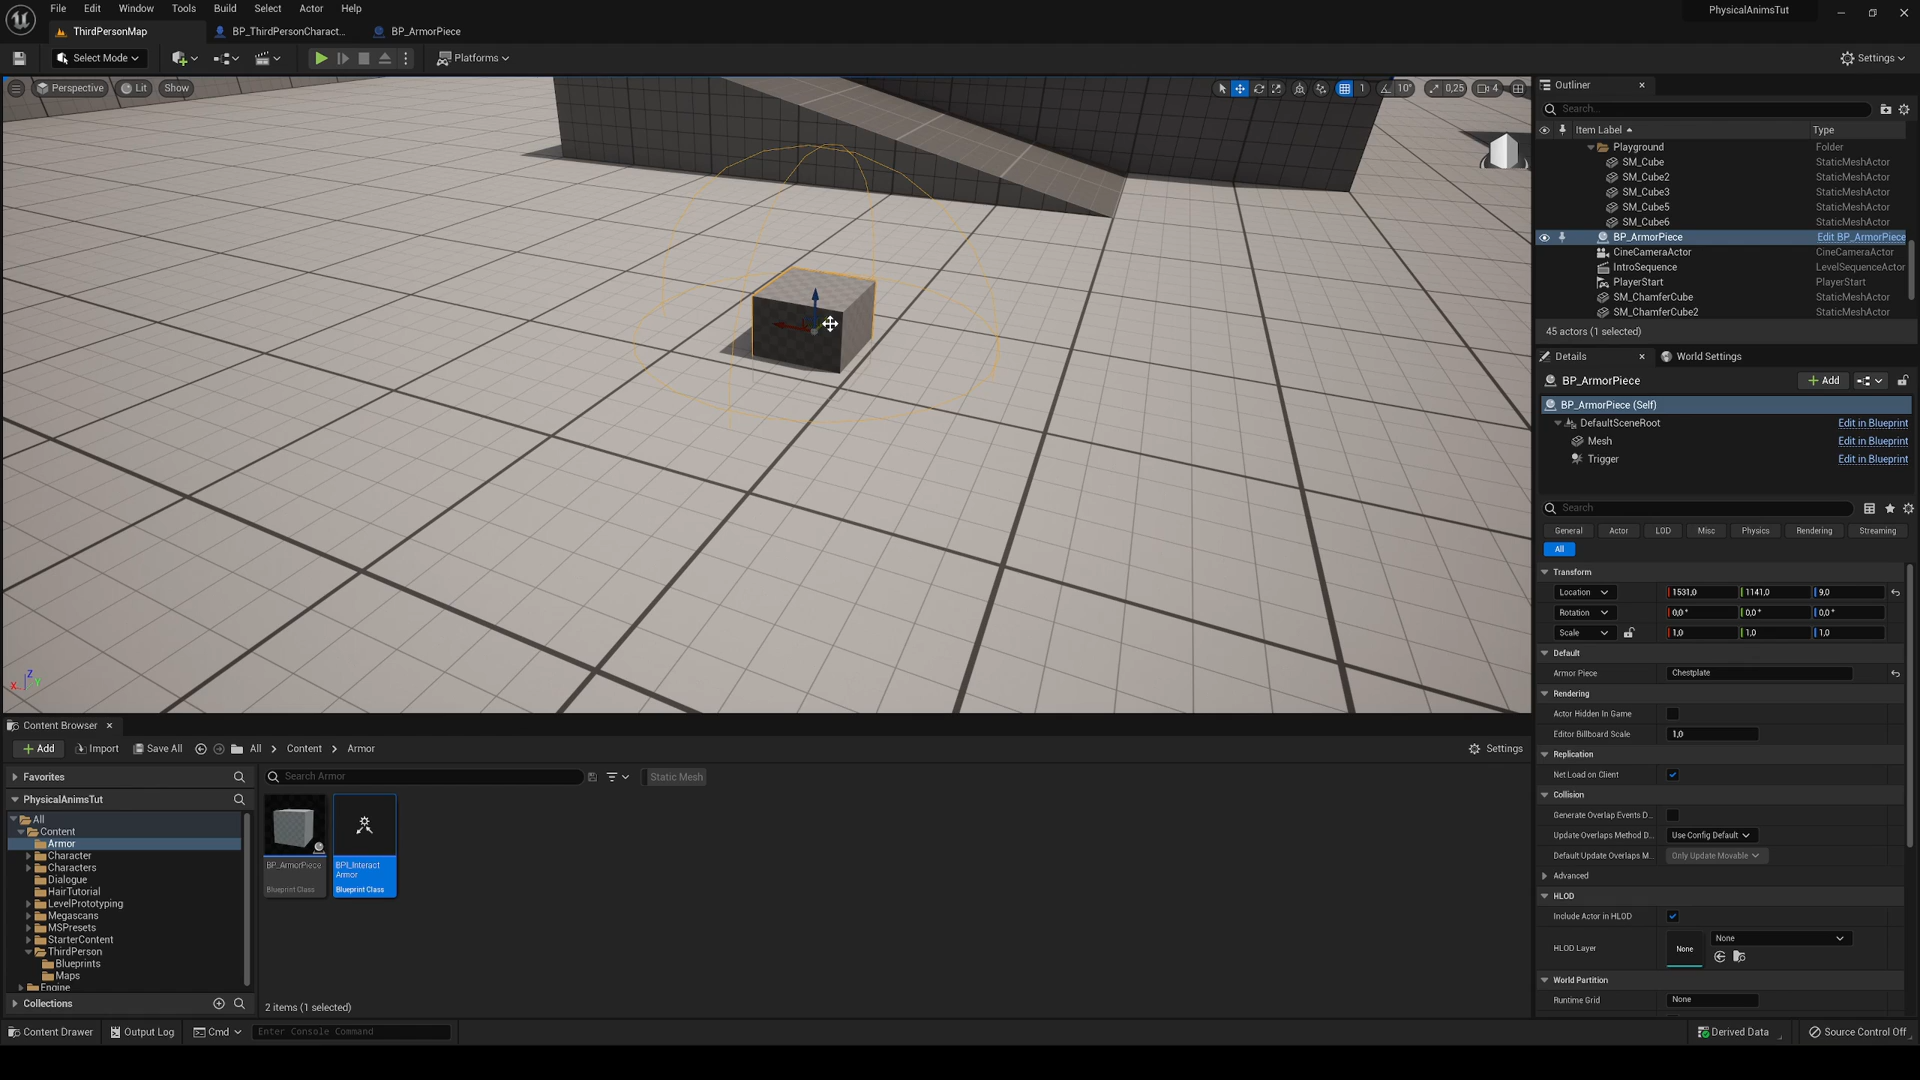 File Edit Window Tools Build Select Actor Help
PhysicalAnimsTut
ThirdPersonMap
BP_ThirdPersonCharact...
BP_ArmorPiece
Select Mode
Platforms
Settings
Perspective
Lit
Show
1
10°
0,25
4
Outliner
Search...
Item Label
Type
Playground Folder
SM_Cube StaticMeshActor
SM_Cube2 StaticMeshActor
SM_Cube3 StaticMeshActor
SM_Cube5 StaticMeshActor
SM_Cube6 StaticMeshActor
BP_ArmorPiece Edit BP_ArmorPiece
CineCameraActor CineCameraActor
IntroSequence LevelSequenceActor
PlayerStart PlayerStart
SM_ChamferCube StaticMeshActor
SM_ChamferCube2 StaticMeshActor
45 actors (1 selected)
Details
World Settings
BP_ArmorPiece
Add
BP_ArmorPiece (Self)
DefaultSceneRoot Edit in Blueprint
Mesh Edit in Blueprint
Trigger Edit in Blueprint
Search
General Actor LOD Misc Physics Rendering Streaming
All
Transform
Location 1531,0 1141,0 9,0
Rotation 0,0 ° 0,0 ° 0,0 °
Scale 1,0 1,0 1,0
Default
Armor Piece Chestplate
Rendering
Actor Hidden In Game
Editor Billboard Scale 1,0
Replication
Net Load on Client
Collision
Generate Overlap Events D...
Update Overlaps Method D... Use Config Default
Default Update Overlaps M... Only Update Movable
Advanced
HLOD
Include Actor in HLOD
HLOD Layer None None
World Partition
Runtime Grid None
X Z Y
Content Browser
Add
Import
Save All
All
Content
Armor
Settings
Favorites
Search Armor
Static Mesh
PhysicalAnimsTut
All
Content
Armor
Character
Characters
Dialogue
HairTutorial
LevelPrototyping
Megascans
MSPresets
StarterContent
ThirdPerson
Blueprints
Maps
Engine
BP_ArmorPiece
Blueprint Class
BPI_Interact
Armor
Blueprint Class
Collections
2 items (1 selected)
Content Drawer
Output Log
Cmd
Enter Console Command
Derived Data
Source Control Off